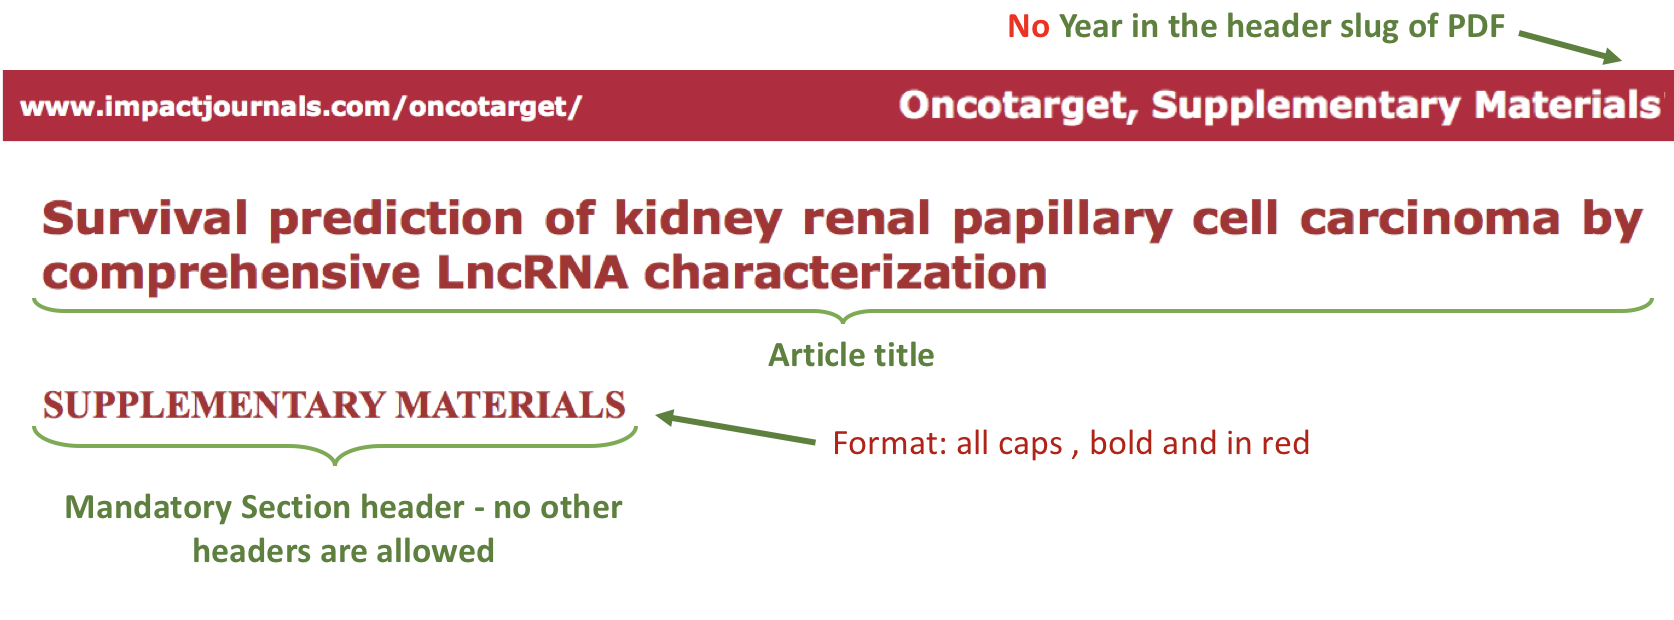 No Year in the header slug of PDF
www.impactjournals.com/oncotarget/
Oncotarget, Supplementary Materials
Survival prediction of kidney renal papillary cell carcinoma by
comprehensive LncRNA characterization
Article title
SUPPLEMENTARY MATERIALS
Format: all caps , bold and in red
Mandatory Section header - no other
headers are allowed